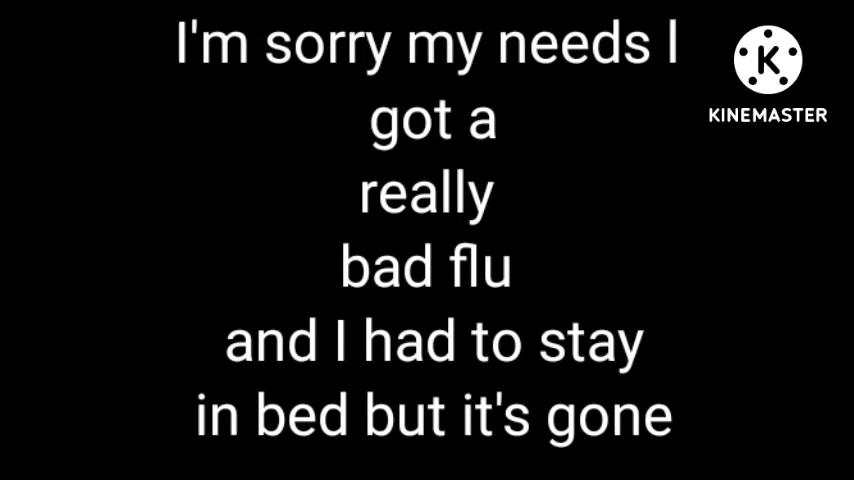 I'm sorry my needs I
got a
really
bad flu
and I had to stay
in bed but it's gone
K
KINEMASTER